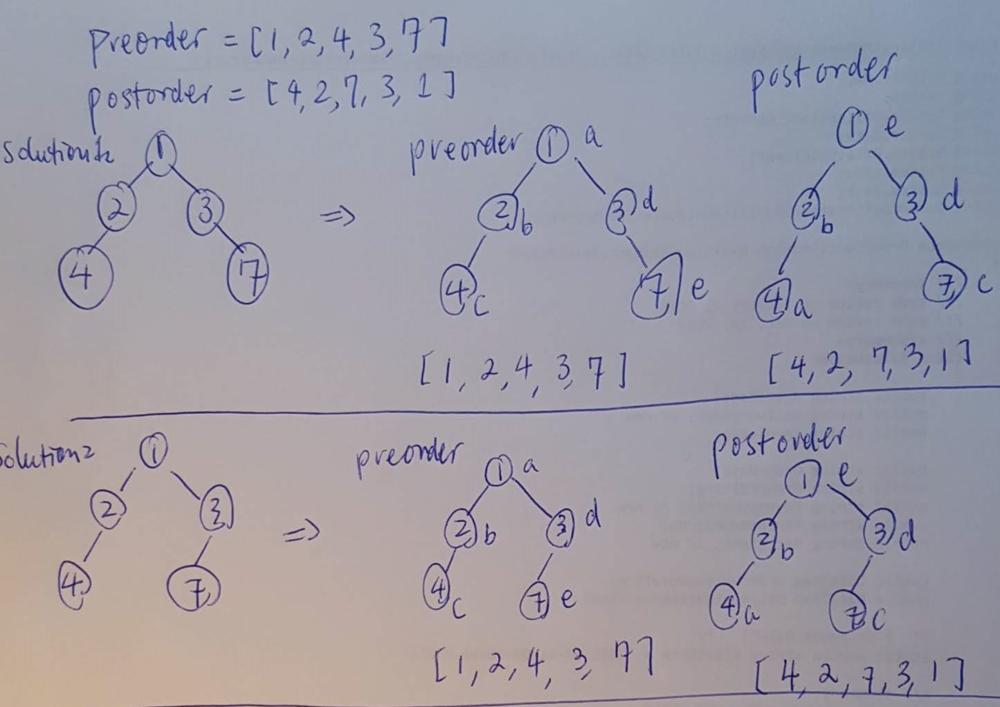 preorder = [1, 2, 4, 3, 7]
postorder = [4, 2, 7, 3, 1]
postorder
solution1
preorder
1
1 a
1 e
2 3
⇒
2 b 3 d
2 b 3 d
4 7
4 c 7 e
4 a 7 c
[1, 2, 4, 3, 7]
[4, 2, 7, 3, 1]
solution2
preorder
postorder
1
1 a
1 e
2 3
⇒
2 b 3 d
2 b 3 d
4 7
4 c 7 e
4 a 7 c
[1, 2, 4, 3, 7]
[4, 2, 7, 3, 1]